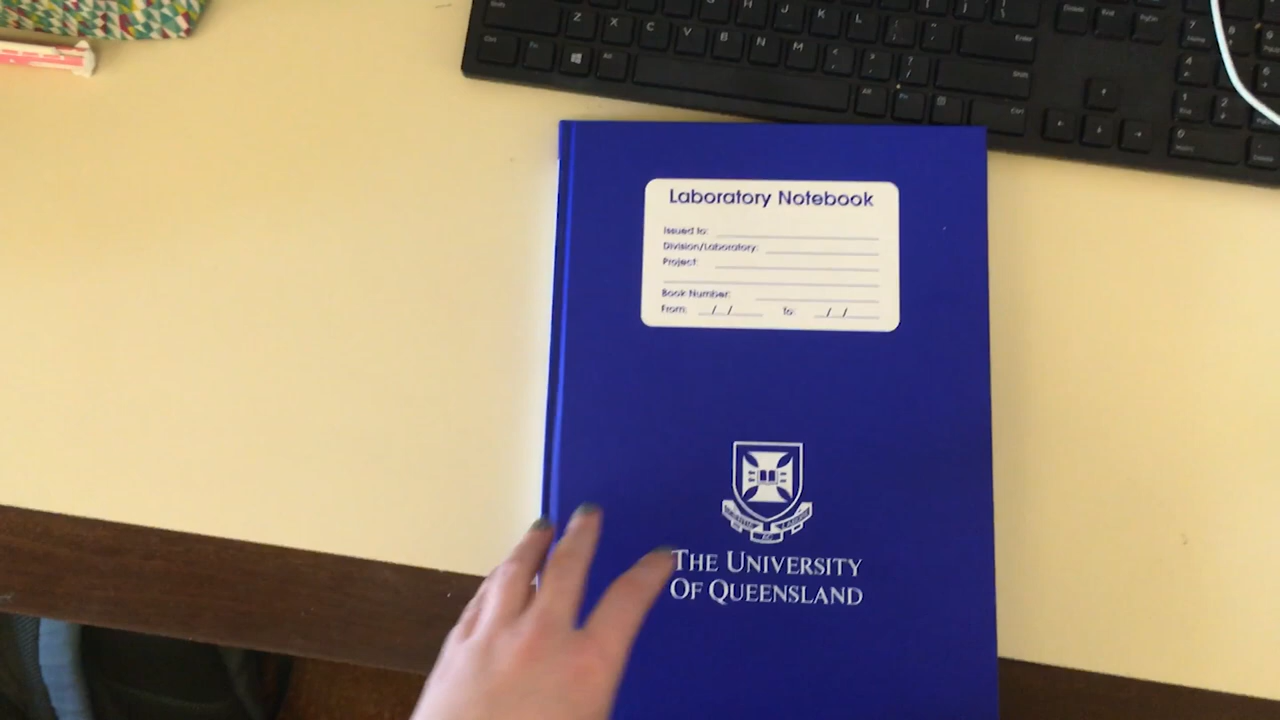 Z X C V B N M
H J K L
Laboratory Notebook
Issued to:
Division/Laboratory:
Project:
Book Number:
From: / / To: / /
THE UNIVERSITY
OF QUEENSLAND